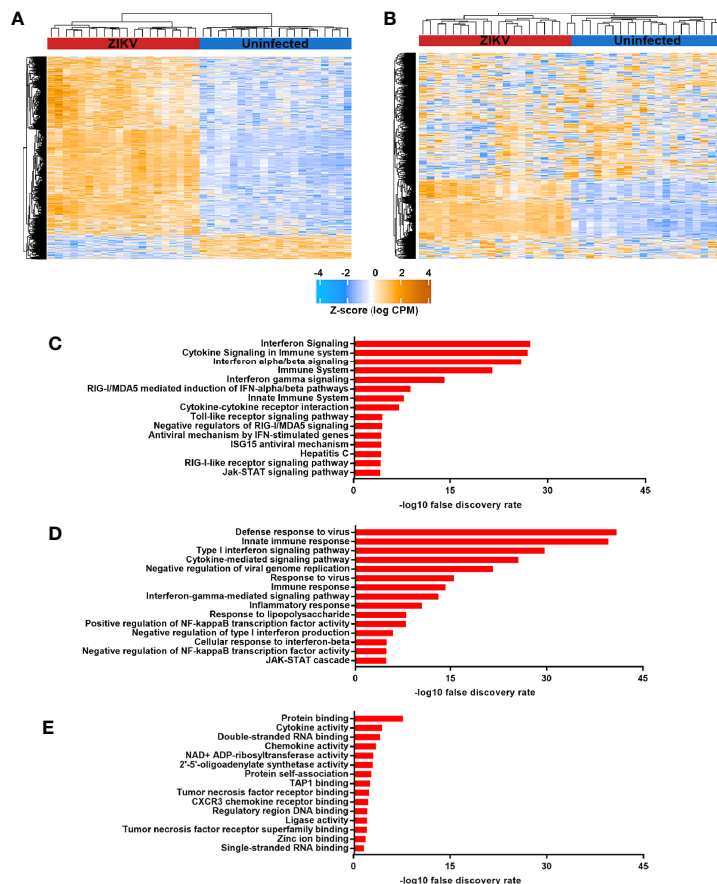 A
B
ZIKV Uninfected
ZIKV Uninfected
-4 -2 0 2 4
Z-score (log CPM)
C
Interferon Signaling
Cytokine Signaling in Immune system
Interferon alpha/beta signaling
Immune System
Interferon gamma signaling
RIG-I/MDA5 mediated induction of IFN-alpha/beta pathways
Innate Immune System
Cytokine-cytokine receptor interaction
Toll-like receptor signaling pathway
Negative regulators of RIG-I/MDA5 signaling
Antiviral mechanism by IFN-stimulated genes
ISG15 antiviral mechanism
Hepatitis C
RIG-I-like receptor signaling pathway
Jak-STAT signaling pathway
0 15 30 45
-log10 false discovery rate
D
Defense response to virus
Innate immune response
Type I interferon signaling pathway
Cytokine-mediated signaling pathway
Negative regulation of viral genome replication
Response to virus
Immune response
Interferon-gamma-mediated signaling pathway
Inflammatory response
Response to lipopolysaccharide
Positive regulation of NF-kappaB transcription factor activity
Negative regulation of type I interferon production
Cellular response to interferon-beta
Negative regulation of NF-kappaB transcription factor activity
JAK-STAT cascade
0 15 30 45
-log10 false discovery rate
E
Protein binding
Cytokine activity
Double-stranded RNA binding
Chemokine activity
NAD+ ADP-ribosyltransferase activity
2'-5'-oligoadenylate synthetase activity
Protein self-association
TAP1 binding
Tumor necrosis factor receptor binding
CXCR3 chemokine receptor binding
Regulatory region DNA binding
Ligase activity
Tumor necrosis factor receptor superfamily binding
Zinc ion binding
Single-stranded RNA binding
0 15 30 45
-log10 false discovery rate